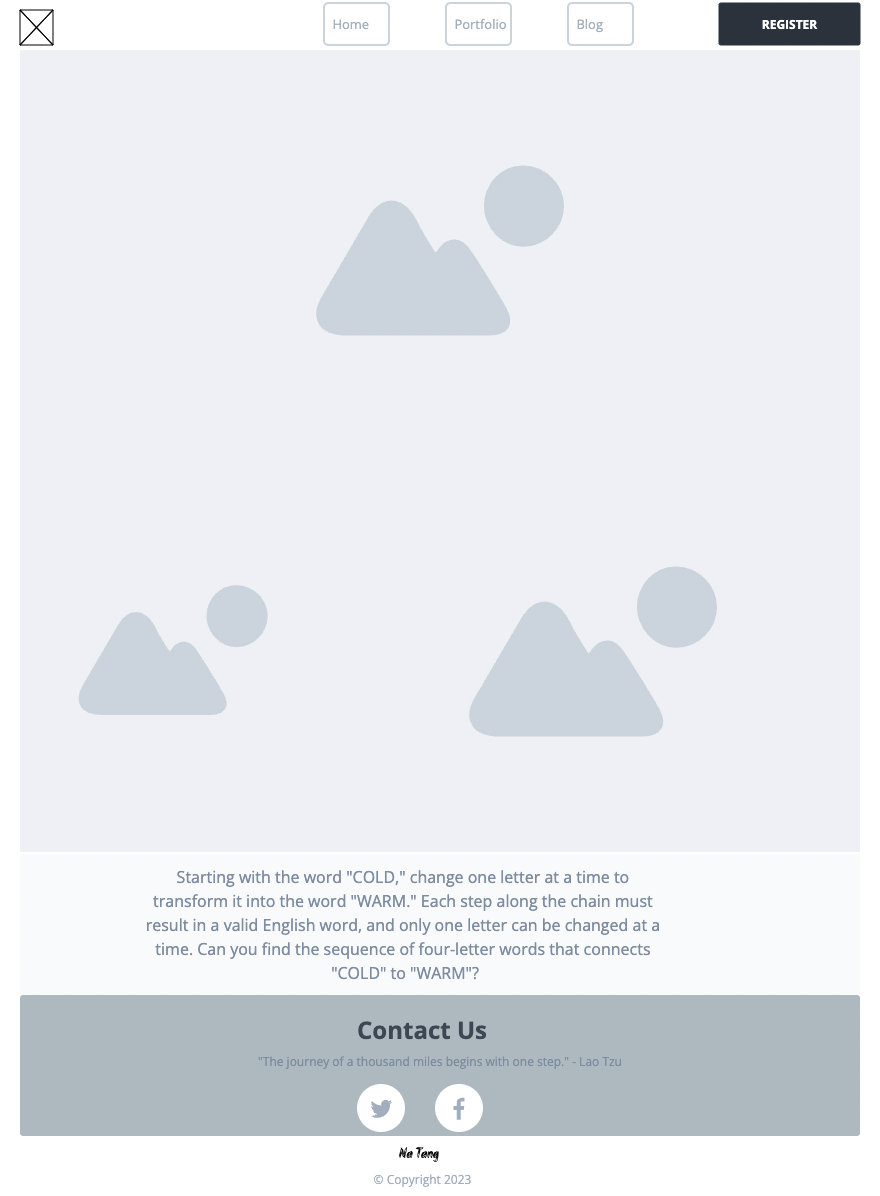 Home
Portfolio
Blog
REGISTER
Starting with the word "COLD," change one letter at a time to
transform it into the word "WARM." Each step along the chain must
result in a valid English word, and only one letter can be changed at a
time. Can you find the sequence of four-letter words that connects
"COLD" to "WARM"?
Contact Us
"The journey of a thousand miles begins with one step." - Lao Tzu
Na Tang
© Copyright 2023